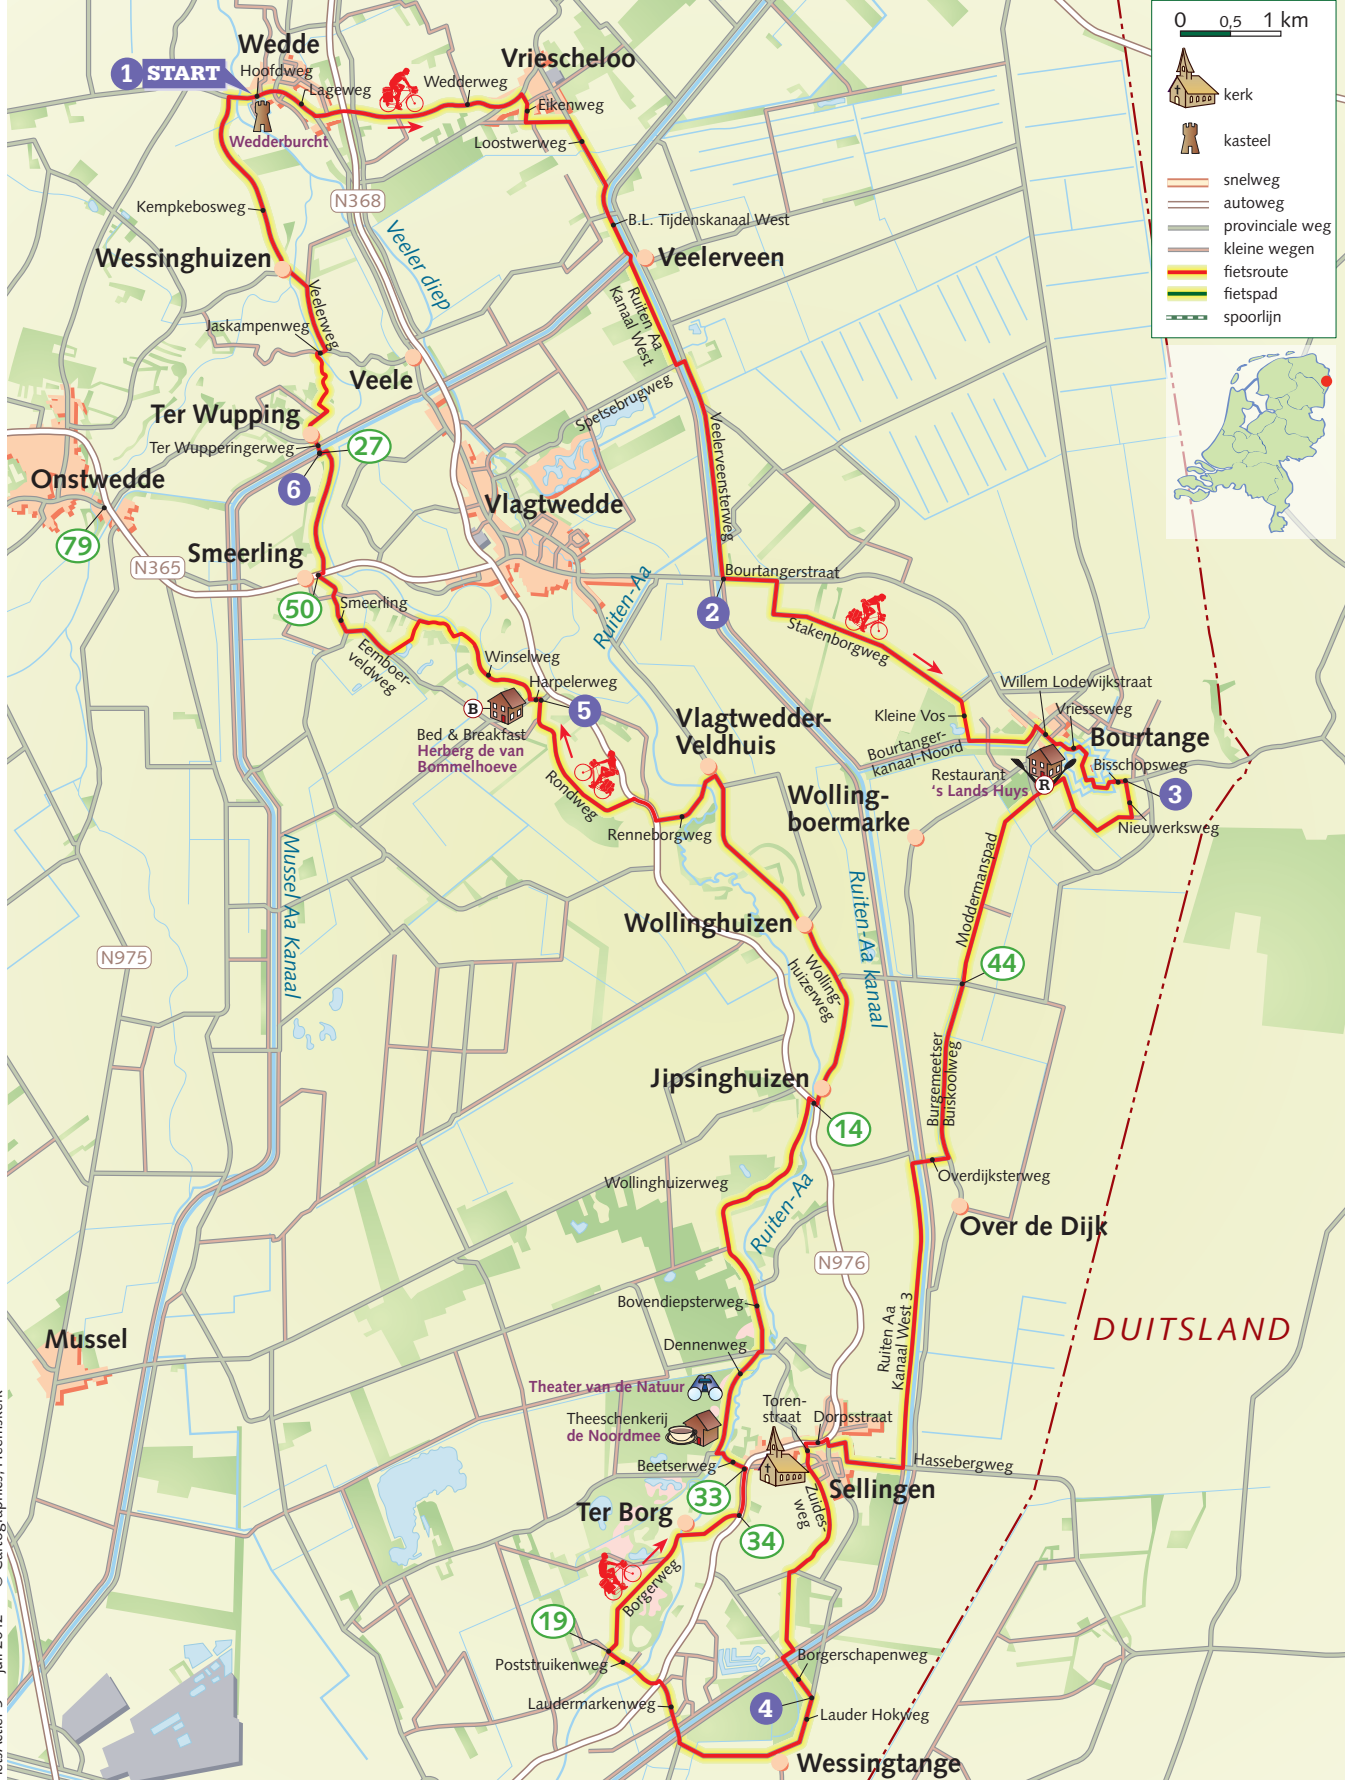 0 0,5 1 km
kerk
kasteel
snelweg
autoweg
provinciale weg
kleine wegen
fietsroute
fietspad
spoorlijn
Wedde
1 START
Hoofdweg
Lageweg
Wedderburcht
Wedderweg
Vriescheloo
Eikenweg
Loostwerweg
N368
Kempkebosweg
B.L. Tijdenskanaal West
Veeler diep
Wessinghuizen
Veelerveen
Veelerweg
Ruiten Aa
Kanaal West
Jaskampenweg
Veele
Spetsebrugweg
Ter Wupping
Ter Wupperingerweg
27
6
Veelerveensterweg
Onstwedde
79
Vlagtwedde
N365
Smeerling
50
Smeerling
Bourtangerstraat
2
Ruiten-Aa
Stakenborgweg
Eemboer-
veldweg
Winselweg
Harpelerweg
5
B
Bed & Breakfast
Herberg de van
Bommelhoeve
Willem Lodewijkstraat
Vriesseweg
Kleine Vos
Bourtanger-
kanaal-Noord
Bourtange
Bisschopsweg
3
Restaurant
's Lands Huys
R
Nieuwerksweg
Vlagtwedder-
Veldhuis
Rondweg
Renneborgweg
Wolling-
boermarke
Moddermanspad
Mussel Aa Kanaal
Ruiten-Aa kanaal
Wollinghuizen
Wolling-
huizerweg
N975
44
Burgemeetser
Buiskoolweg
Jipsinghuizen
14
Overdijksterweg
Wollinghuizerweg
Ruiten-Aa
Over de Dijk
N976
Bovendiepsterweg
Ruiten Aa
Kanaal West 3
DUITSLAND
Mussel
Dennenweg
Theater van de Natuur
Theeschenkerij
de Noordmee
Toren-
straat
Dorpsstraat
Beetserweg
Hassebergweg
33
Sellingen
Zuides-
weg
Ter Borg
34
Borgerweg
19
Poststruikenweg
Borgerschapenweg
Laudermarkenweg
4
Lauder Hokweg
Wessingtange